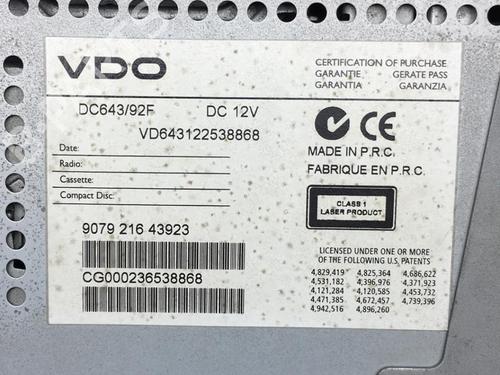 VDO
CERTIFICATION OF PURCHASE
GARANTIE GERATE PASS
GARANTIA GARANZIA
DC643/92F DC 12V
VD643122538868
Date:
Radio:
Cassette:
Compact Disc:
CE
MADE IN P.R.C.
FABRIQUE EN P.R.C.
CLASS 1
LASER PRODUCT
9079 216 43923
CG000236538868
LICENSED UNDER ONE OR MORE
OF THE FOLLOWING U.S. PATENTS
4,829,419 4,825,364 4,686,622
4,531,182 4,396,976 4,371,923
4,121,284 4,120,585 4,453,732
4,471,385 4,672,457 4,739,396
4,942,516 4,896,260